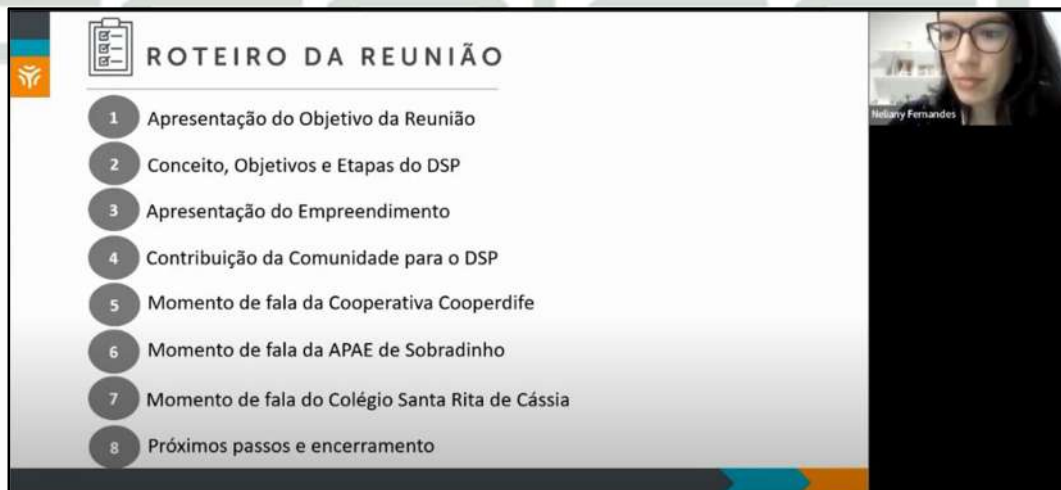 ROTEIRO DA REUNIÃO
1 Apresentação do Objetivo da Reunião
2 Conceito, Objetivos e Etapas do DSP
3 Apresentação do Empreendimento
4 Contribuição da Comunidade para o DSP
5 Momento de fala da Cooperativa Cooperdife
6 Momento de fala da APAE de Sobradinho
7 Momento de fala do Colégio Santa Rita de Cássia
8 Próximos passos e encerramento
Neliany Fernandes